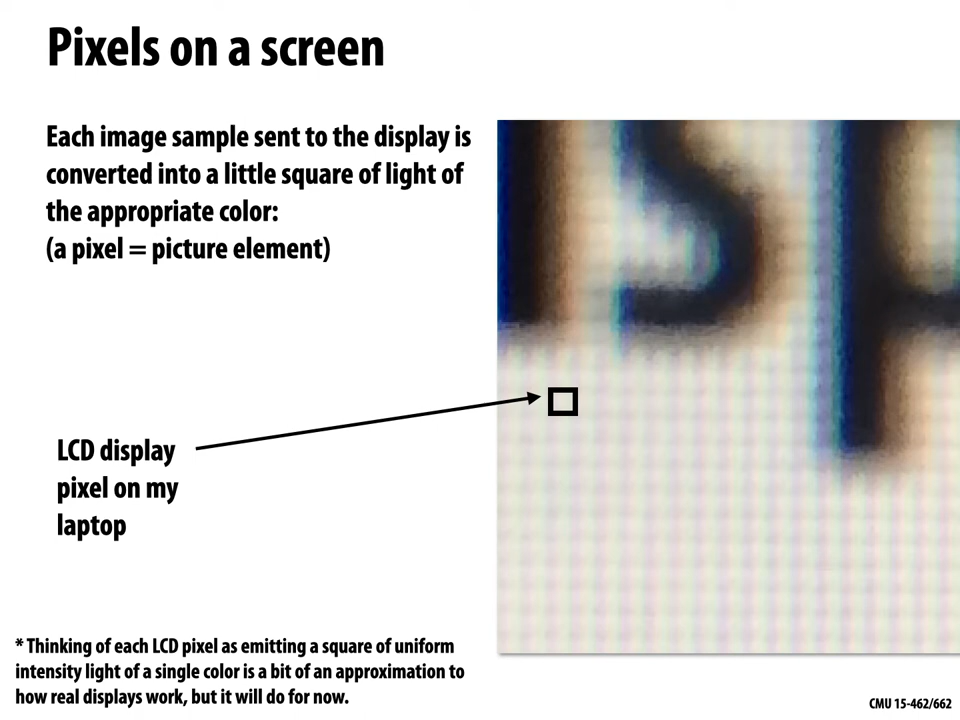 Pixels on a screen
Each image sample sent to the display is
converted into a little square of light of
the appropriate color:
(a pixel = picture element)
LCD display
pixel on my
laptop
* Thinking of each LCD pixel as emitting a square of uniform
intensity light of a single color is a bit of an approximation to
how real displays work, but it will do for now.
CMU 15-462/662